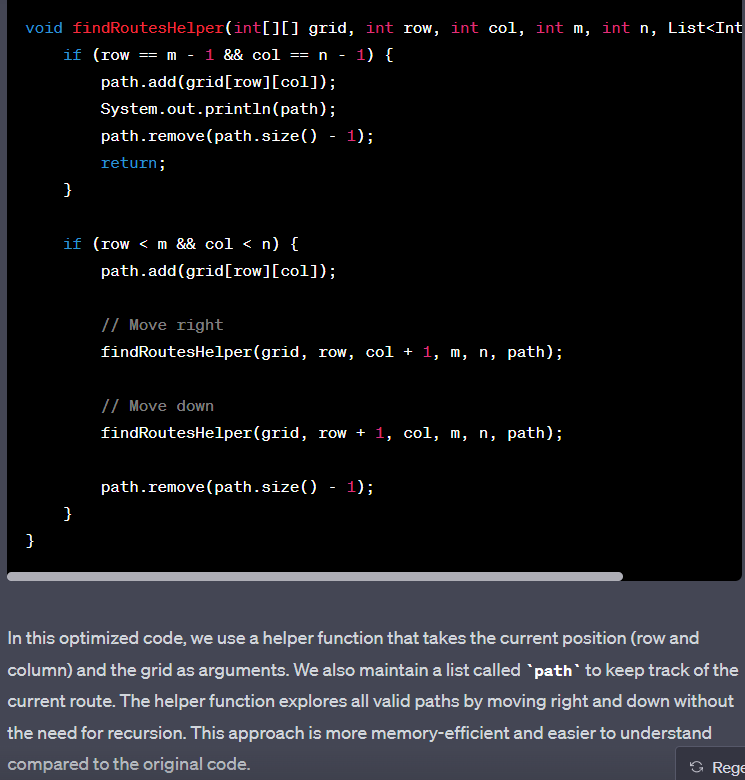 void findRoutesHelper(int[][] grid, int row, int col, int m, int n, List<Int
if (row == m - 1 && col == n - 1) {
path.add(grid[row][col]);
System.out.println(path);
path.remove(path.size() - 1);
return;
}
if (row < m && col < n) {
path.add(grid[row][col]);
// Move right
findRoutesHelper(grid, row, col + 1, m, n, path);
// Move down
findRoutesHelper(grid, row + 1, col, m, n, path);
path.remove(path.size() - 1);
}
}
In this optimized code, we use a helper function that takes the current position (row and
column) and the grid as arguments. We also maintain a list called `path` to keep track of the
current route. The helper function explores all valid paths by moving right and down without
the need for recursion. This approach is more memory-efficient and easier to understand
compared to the original code.
Rege